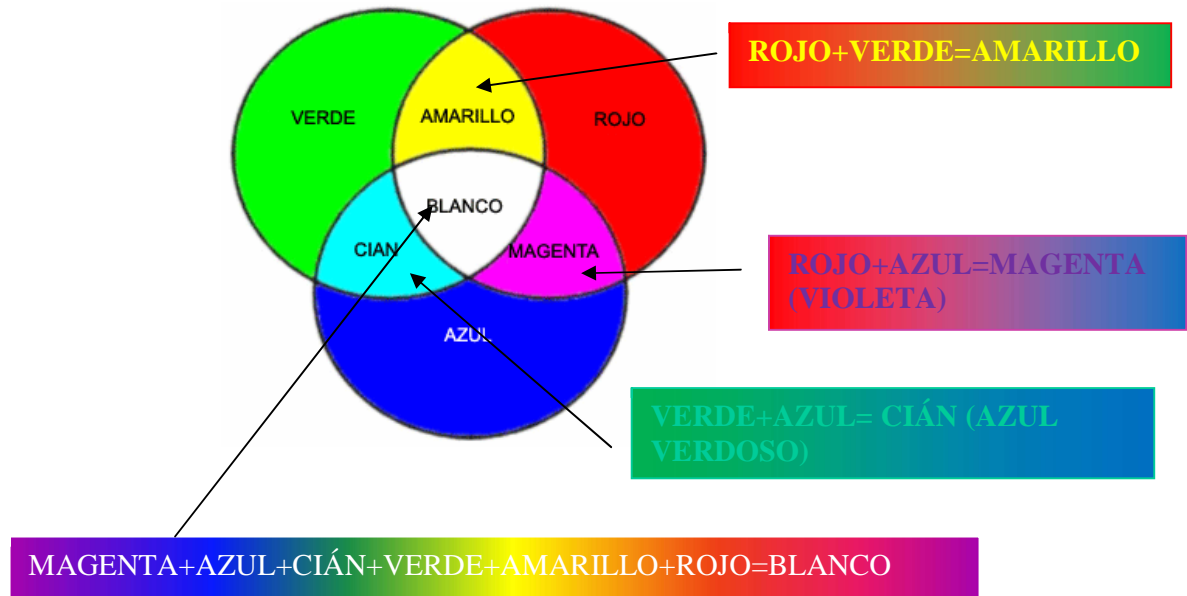 ROJO+VERDE=AMARILLO
VERDE
AMARILLO
ROJO
BLANCO
CIAN
MAGENTA
ROJO+AZUL=MAGENTA
(VIOLETA)
AZUL
VERDE+AZUL= CIÁN (AZUL
VERDOSO)
MAGENTA+AZUL+CIÁN+VERDE+AMARILLO+ROJO=BLANCO